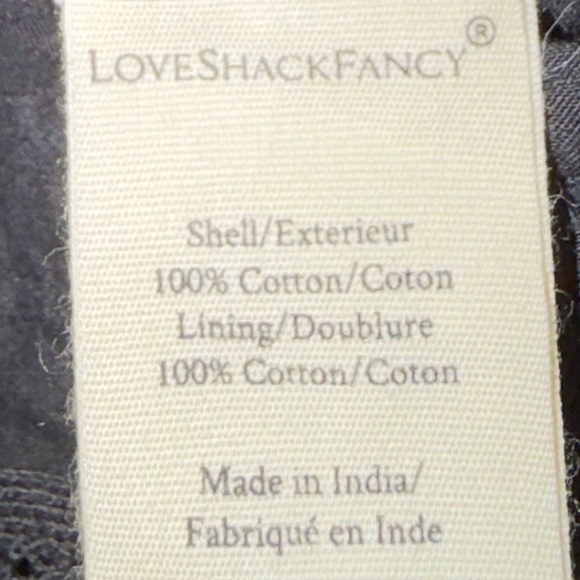 LOVESHACKFANCY®
Shell/Exterieur
100% Cotton/Coton
Lining/Doublure
100% Cotton/Coton
Made in India/
Fabriqué en Inde